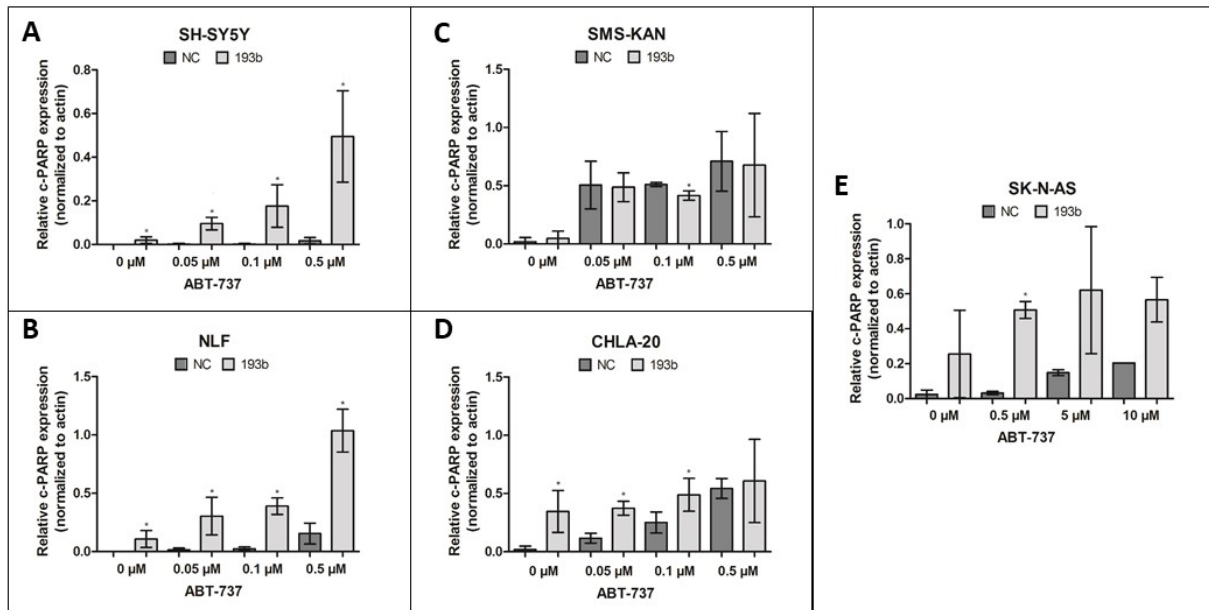 A
SH-SY5Y
NC 193b
Relative c-PARP expression
(normalized to actin)
0.8
0.6
0.4
0.2
0.0
* * * *
0 µM 0.05 µM 0.1 µM 0.5 µM
ABT-737
C
SMS-KAN
NC 193b
Relative c-PARP expression
(normalized to actin)
1.5
1.0
0.5
0.0
*
0 µM 0.05 µM 0.1 µM 0.5 µM
ABT-737
B
NLF
NC 193b
Relative c-PARP expression
(normalized to actin)
1.5
1.0
0.5
0.0
* * * *
0 µM 0.05 µM 0.1 µM 0.5 µM
ABT-737
D
CHLA-20
NC 193b
Relative c-PARP expression
(normalized to actin)
1.5
1.0
0.5
0.0
* * *
0 µM 0.05 µM 0.1 µM 0.5 µM
ABT-737
E
SK-N-AS
NC 193b
Relative c-PARP expression
(normalized to actin)
1.0
0.8
0.6
0.4
0.2
0.0
*
0 µM 0.5 µM 5 µM 10 µM
ABT-737